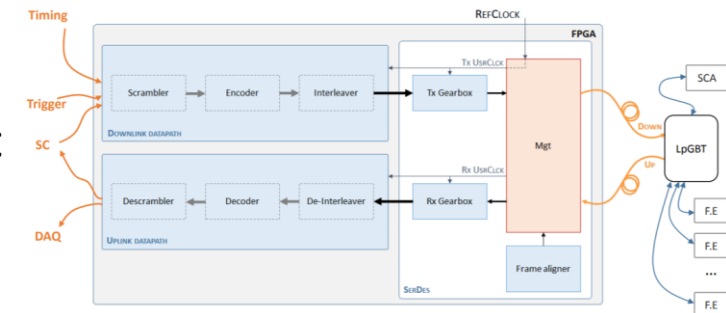 Timing
REFCLOCK
FPGA
Tx USRCLCK
SCA
Scrambler
Encoder
Interleaver
Tx Gearbox
Trigger
DOWN
DOWNLINK DATAPATH
SC
Mgt
LpGBT
UP
Rx USRCLCK
Descrambler
Decoder
De-Interleaver
Rx Gearbox
F.E
DAQ
UPLINK DATAPATH
F.E
Frame aligner
...
SERDES
F.E